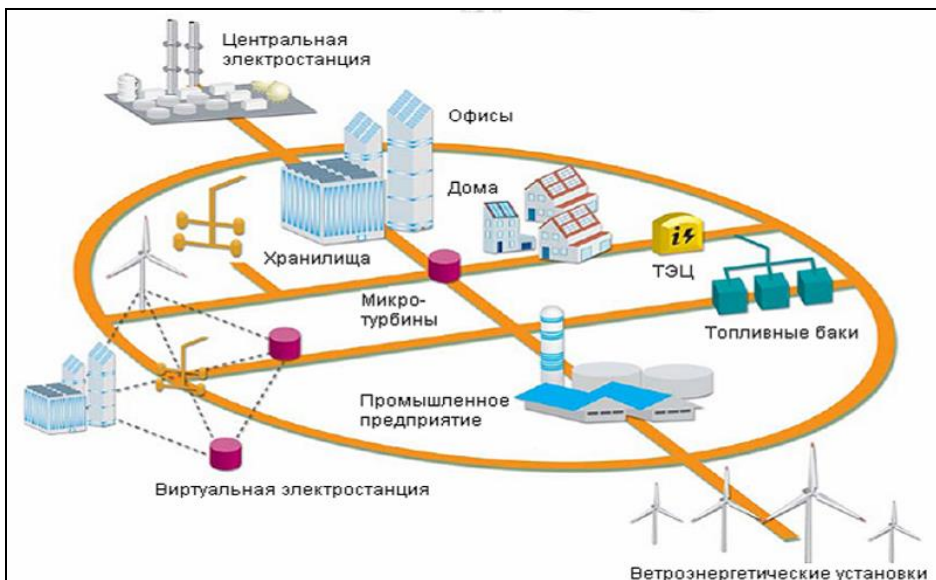 Центральная
электростанция
Офисы
Дома
Хранилища
ТЭЦ
Микро-
турбины
Топливные баки
Промышленное
предприятие
Виртуальная электростанция
Ветроэнергетические установки